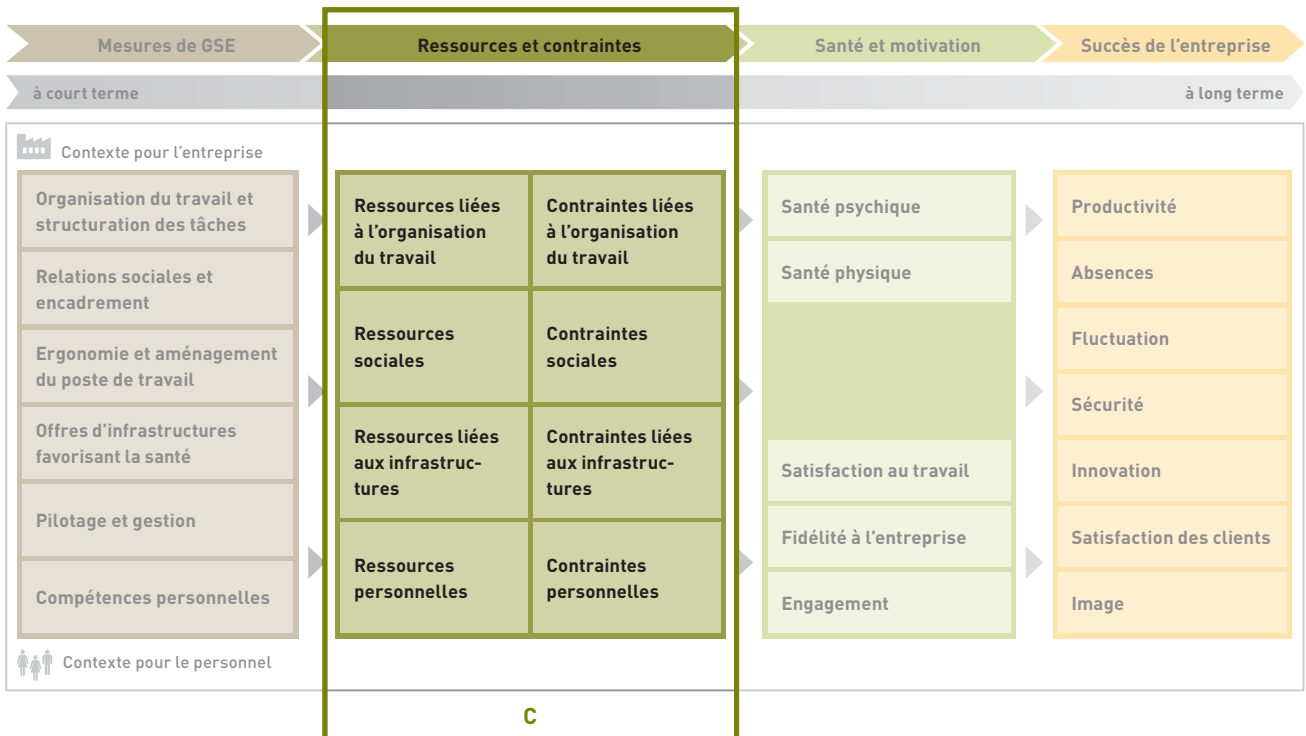 Mesures de GSE
Ressources et contraintes
Santé et motivation
Succès de l’entreprise
à court terme
à long terme
Contexte pour l’entreprise
Organisation du travail et
structuration des tâches
Relations sociales et
encadrement
Ergonomie et aménagement
du poste de travail
Offres d’infrastructures
favorisant la santé
Pilotage et gestion
Compétences personnelles
Ressources liées
à l’organisation
du travail
Contraintes liées
à l’organisation
du travail
Ressources
sociales
Contraintes
sociales
Ressources liées
aux infrastruc-
tures
Contraintes liées
aux infrastruc-
tures
Ressources
personnelles
Contraintes
personnelles
Santé psychique
Santé physique
Satisfaction au travail
Fidélité à l’entreprise
Engagement
Productivité
Absences
Fluctuation
Sécurité
Innovation
Satisfaction des clients
Image
Contexte pour le personnel
C